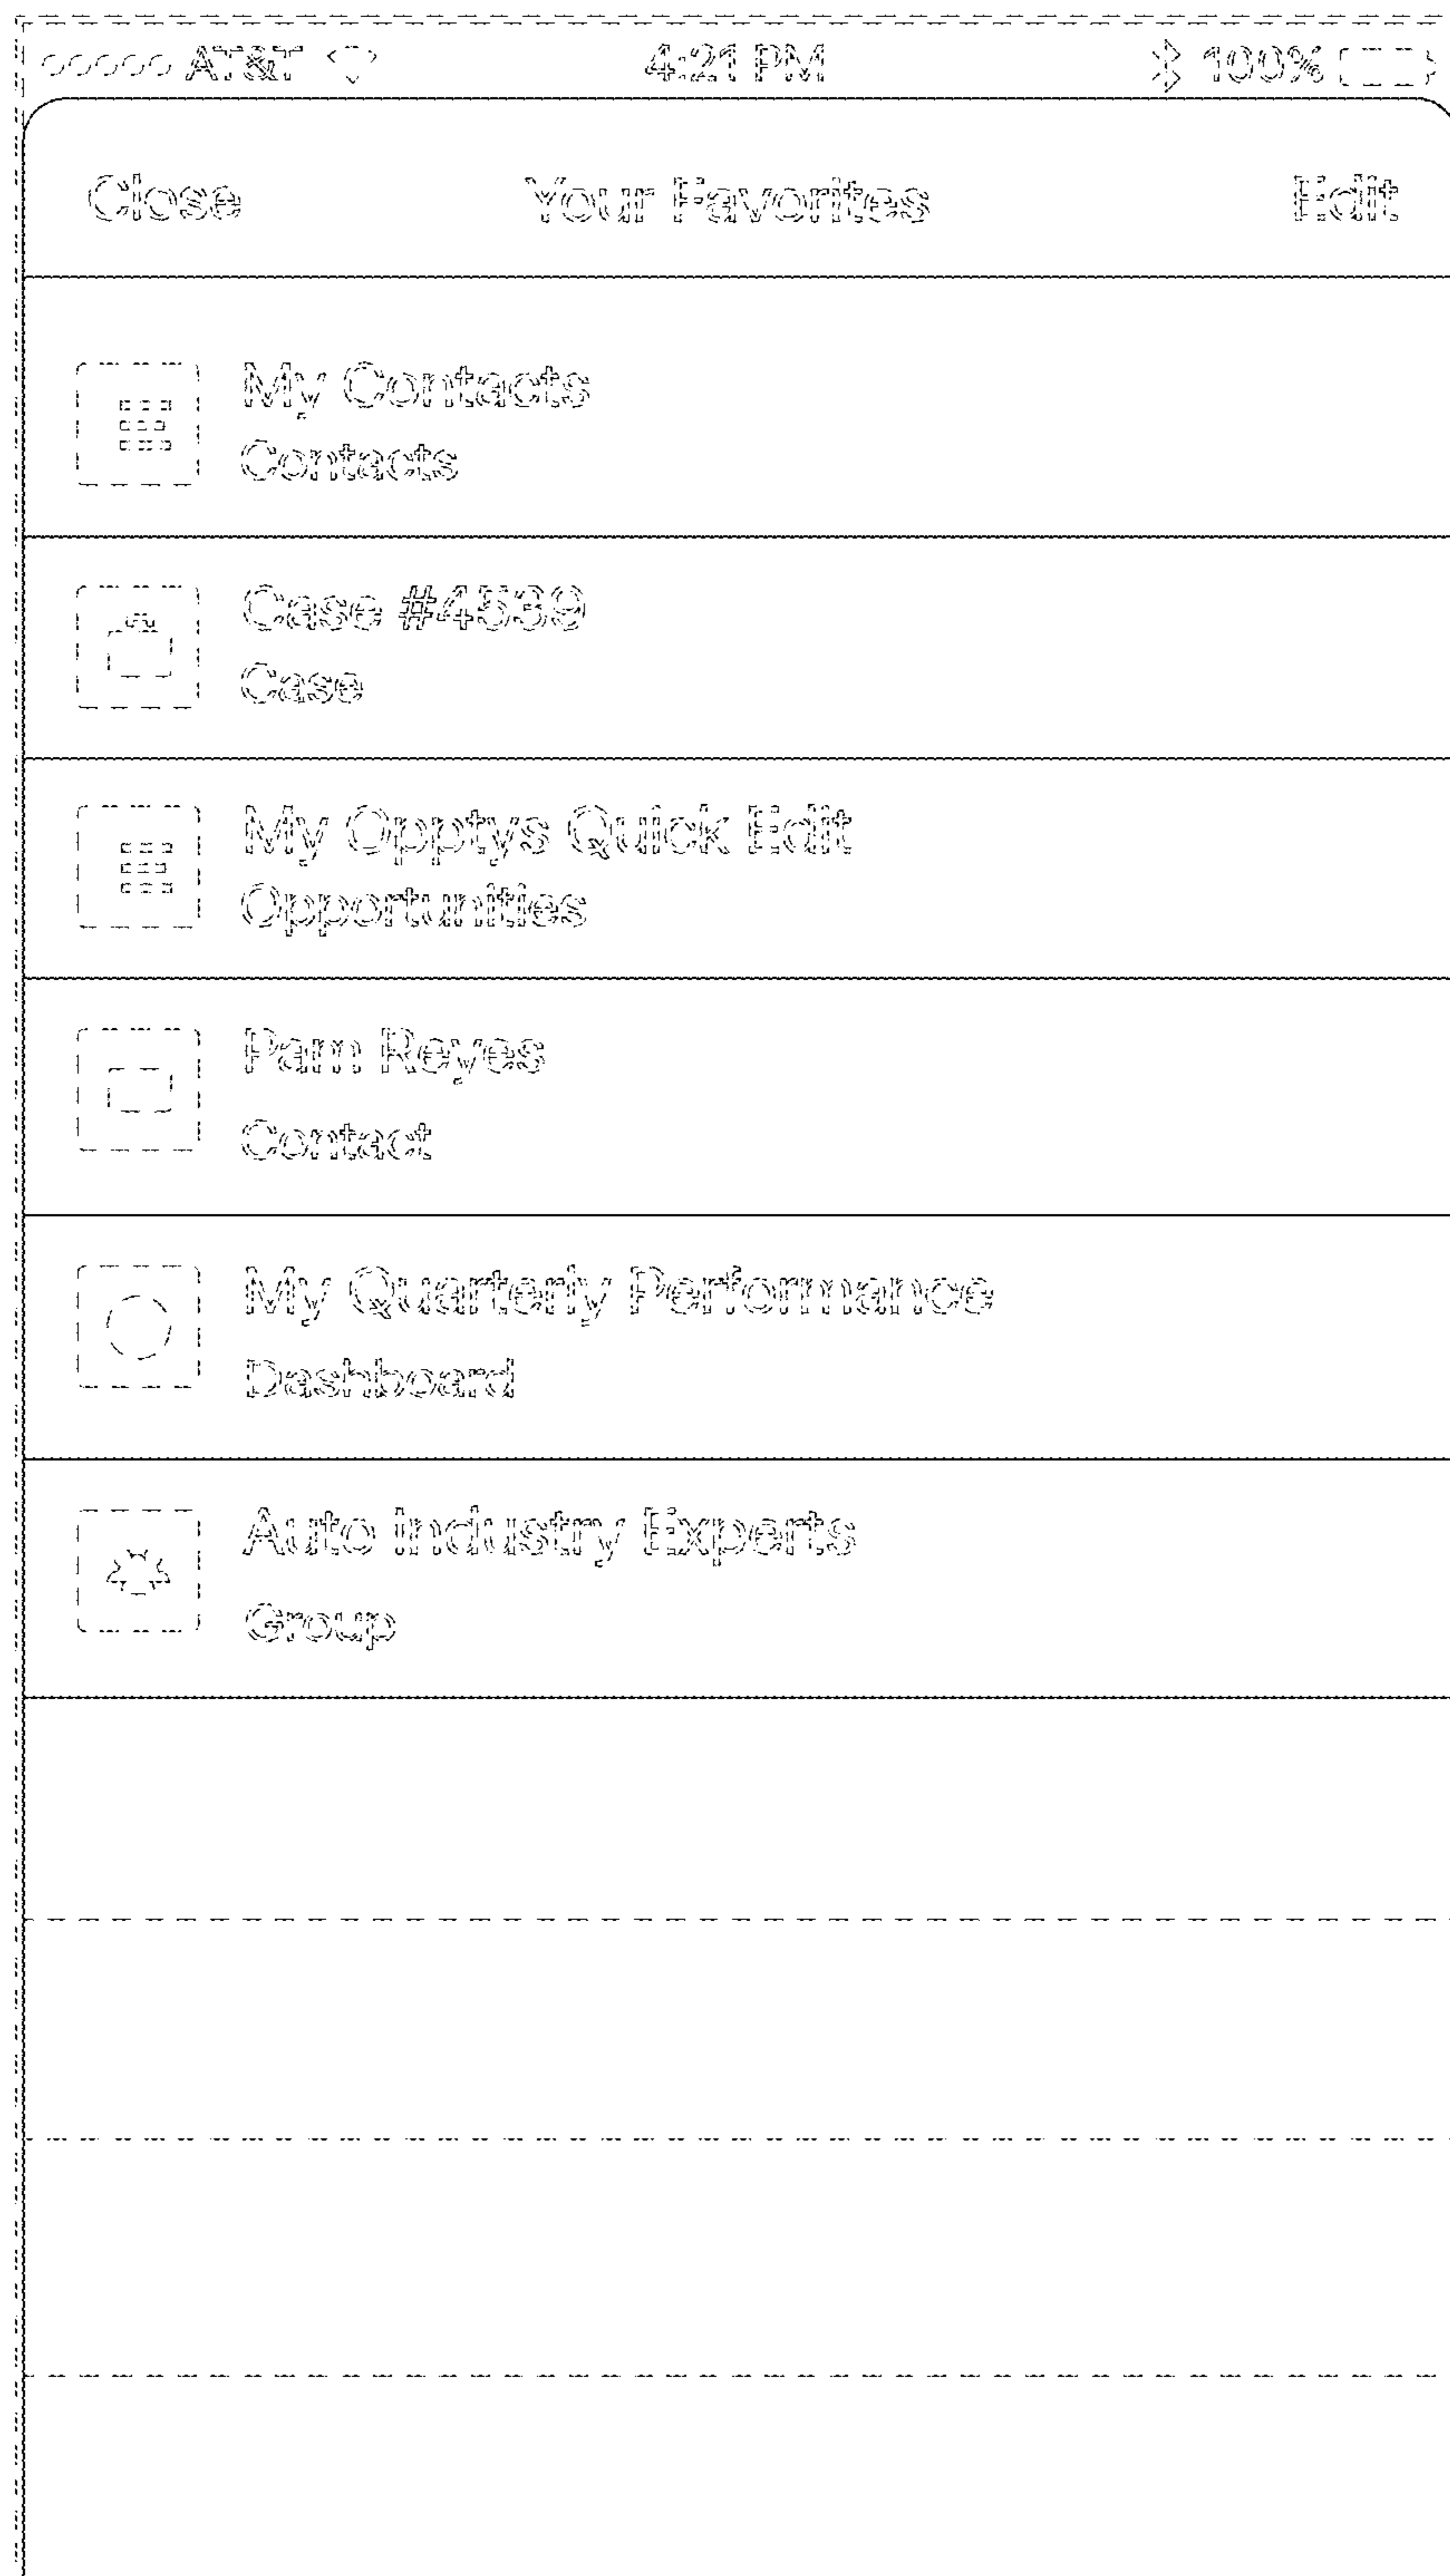 AT&T 4:21 PM 100%
Close Your Favorites Edit
My Contacts
Contacts
Case #4539
Case
My Opptys Quick Edit
Opportunities
Pam Reyes
Contact
My Quarterly Performance
Dashboard
Auto Industry Experts
Group